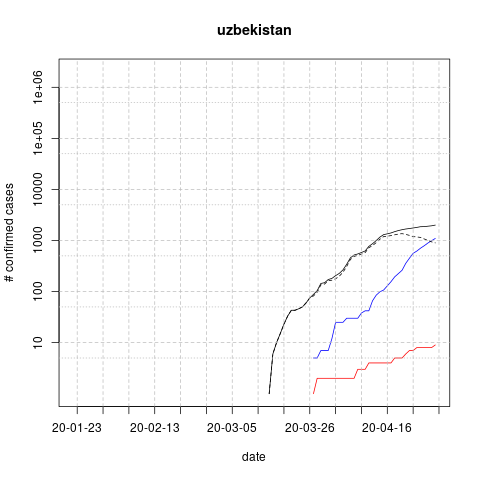 uzbekistan
# confirmed cases
1e+06
1e+05
10000
1000
100
10
20-01-23
20-02-13
20-03-05
20-03-26
20-04-16
date